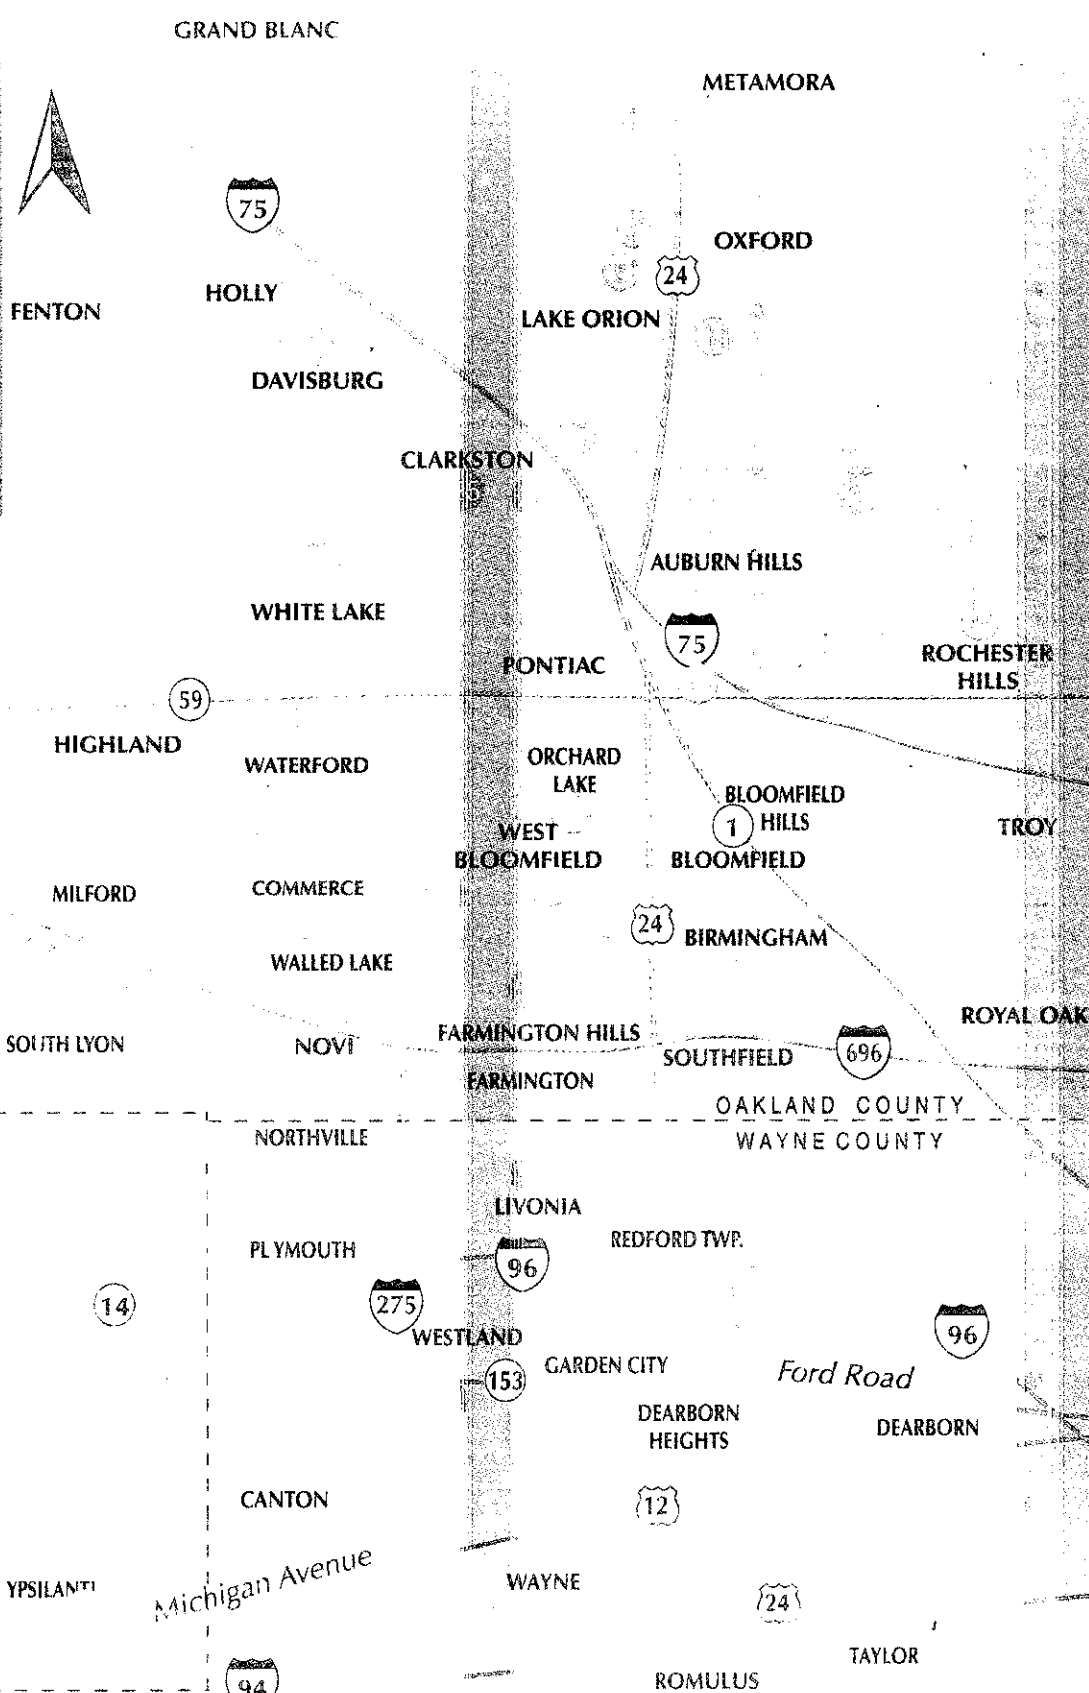 GRAND BLANC
METAMORA
75
OXFORD
24
HOLLY
FENTON
LAKE ORION
DAVISBURG
CLARKSTON
AUBURN HILLS
WHITE LAKE
75
ROCHESTER
HILLS
PONTIAC
59
HIGHLAND
WATERFORD
ORCHARD
LAKE
BLOOMFIELD
HILLS
1
TROY
WEST
BLOOMFIELD
BLOOMFIELD
MILFORD
COMMERCE
24
BIRMINGHAM
WALLED LAKE
ROYAL OAK
SOUTH LYON
NOVI
FARMINGTON HILLS
SOUTHFIELD
696
FARMINGTON
OAKLAND COUNTY
WAYNE COUNTY
NORTHVILLE
LIVONIA
REDFORD TWP.
PLYMOUTH
96
14
275
WESTLAND
96
GARDEN CITY
Ford Road
153
DEARBORN
HEIGHTS
DEARBORN
CANTON
12
Michigan Avenue
YPSILANTI
WAYNE
24
TAYLOR
ROMULUS
94